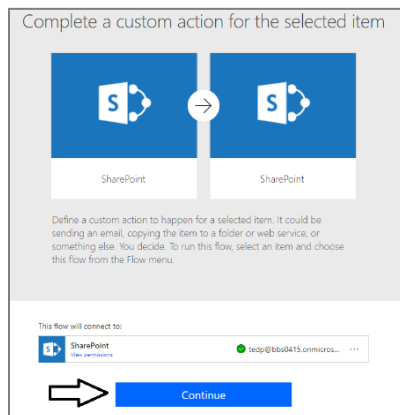 Complete a custom action for the selected item
SharePoint
SharePoint
Define a custom action to happen for a selected item. It could be
sending an email, copying the item to a folder or web service, or
something else. You decide. To run this flow, select an item and choose
this flow from the Flow menu.
This flow will connect to:
SharePoint
View permissions
tedp@bbs0415.onmicros...
Continue